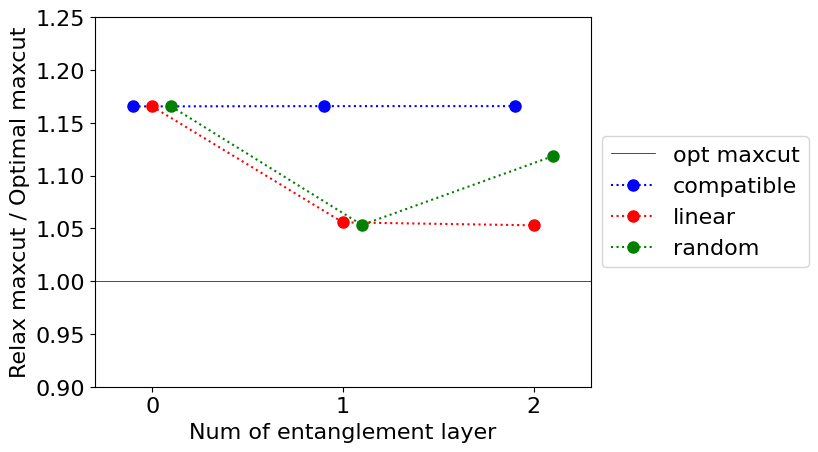 Relax maxcut / Optimal maxcut
1.25
1.20
1.15
1.10
1.05
1.00
0.95
0.90
0
1
2
Num of entanglement layer
opt maxcut
compatible
linear
random